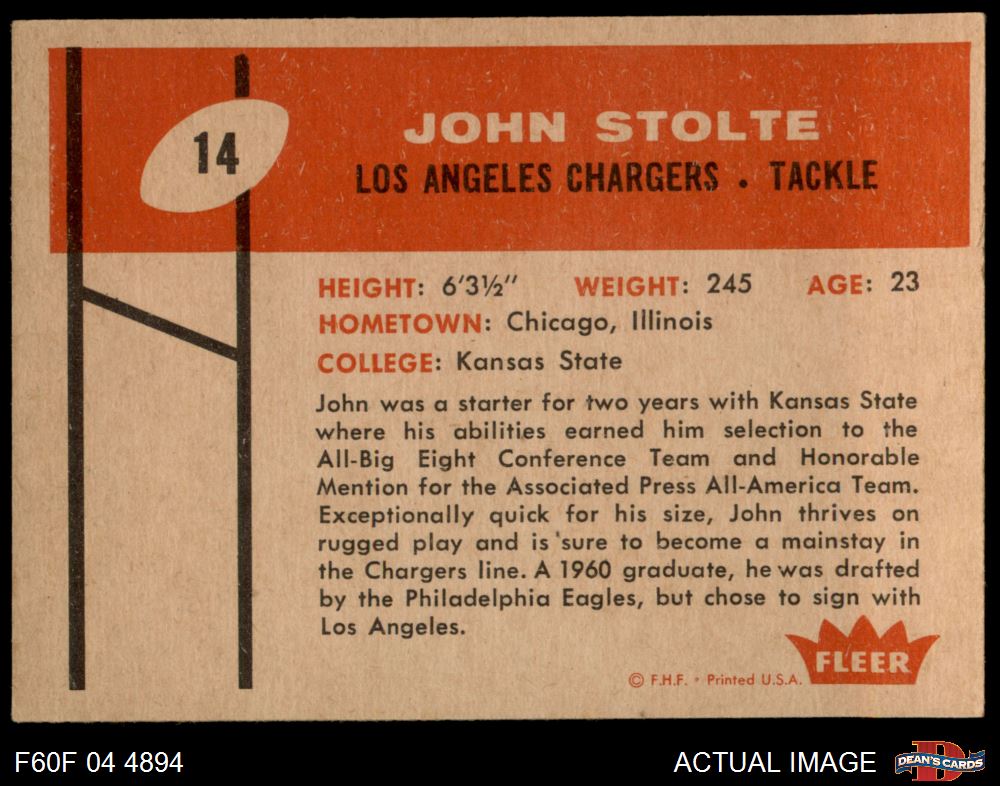 14
JOHN STOLTE
LOS ANGELES CHARGERS . TACKLE
HEIGHT: 6'3½" WEIGHT: 245 AGE: 23
HOMETOWN: Chicago, Illinois
COLLEGE: Kansas State
John was a starter for two years with Kansas State
where his abilities earned him selection to the
All-Big Eight Conference Team and Honorable
Mention for the Associated Press All-America Team.
Exceptionally quick for his size, John thrives on
rugged play and is sure to become a mainstay in
the Chargers line. A 1960 graduate, he was drafted
by the Philadelphia Eagles, but chose to sign with
Los Angeles.
FLEER
© F.H.F. • Printed U.S.A.
F60F 04 4894 ACTUAL IMAGE DEAN'S CARDS